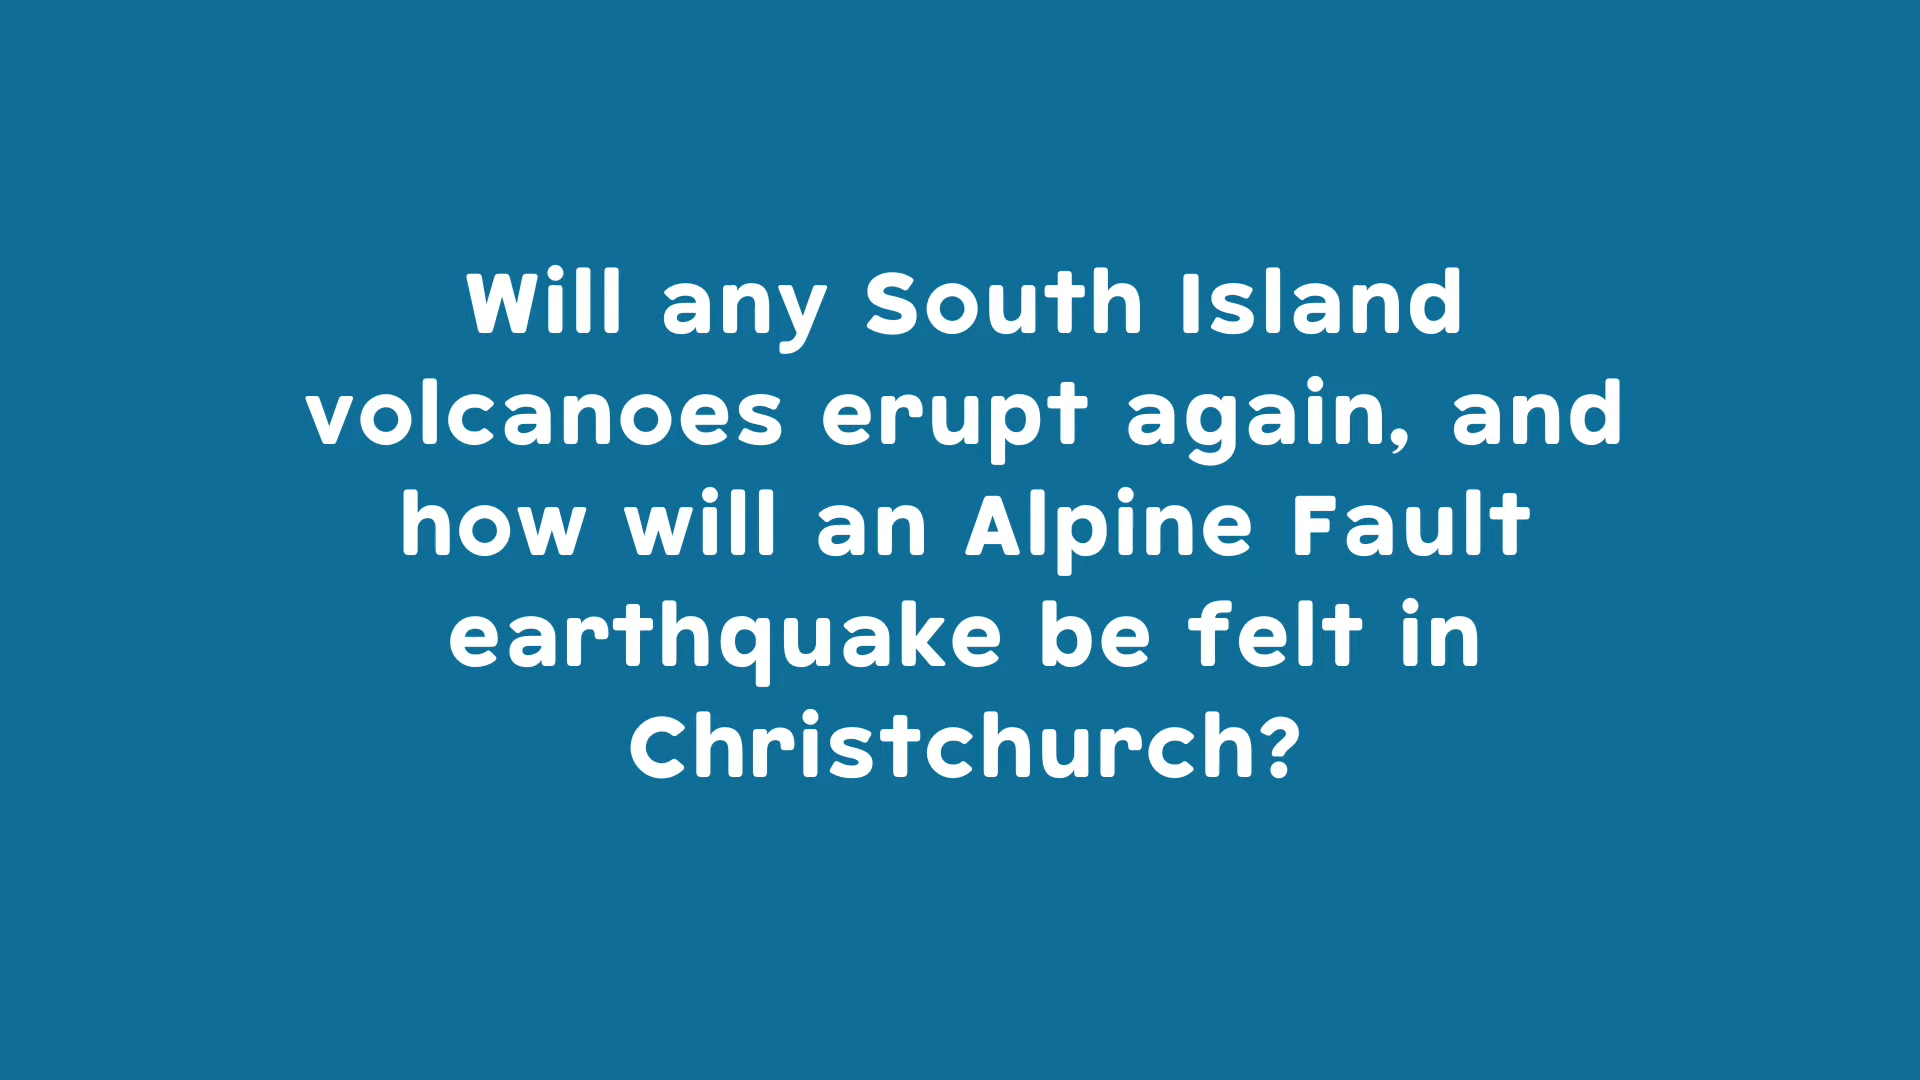 Will any South Island
volcanoes erupt again, and
how will an Alpine Fault
earthquake be felt in
Christchurch?